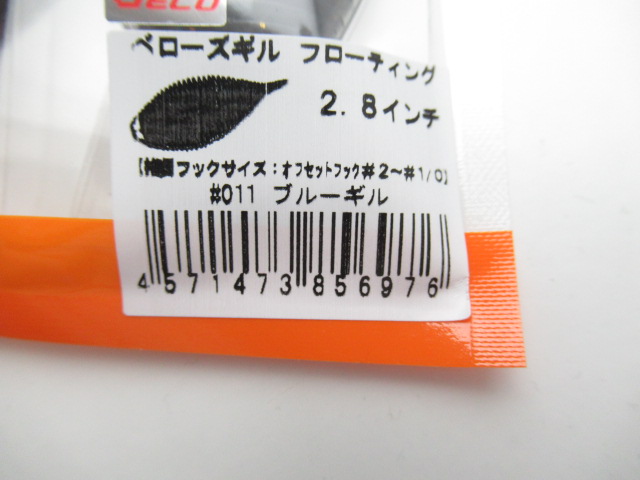 ベローズギル フローティング
2.8インチ
フックサイズ:オフセットフック#2~#1/0】
#011 ブルーギル
4571473856976